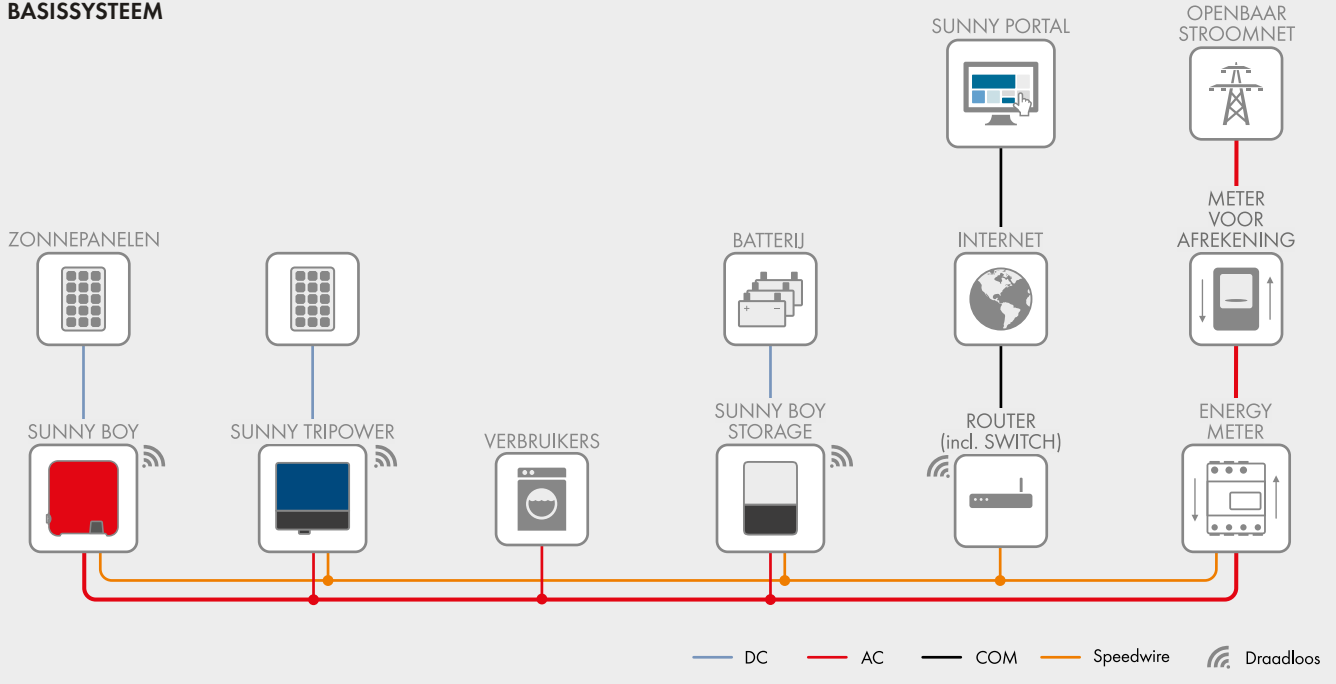 BASISSYSTEEM
SUNNY PORTAL
OPENBAAR
STROOMNET
ZONNEPANELEN
BATTERIJ
INTERNET
METER
VOOR
AFREKENING
SUNNY BOY
SUNNY TRIPOWER
VERBRUIKERS
SUNNY BOY
STORAGE
ROUTER
(incl. SWITCH)
ENERGY
METER
DC
AC
COM
Speedwire
Draadloos